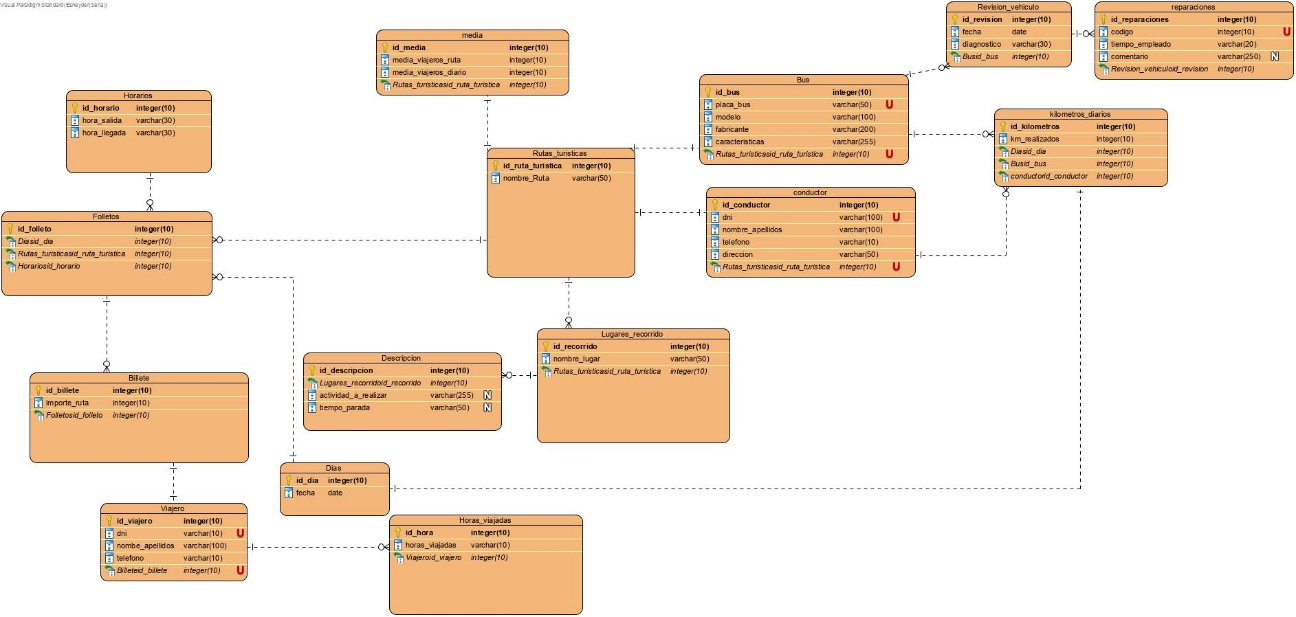 Visual Paradigm Standard(Esneyder(Sena))
Revision_vehiculo
id_revision integer(10)
fecha date
diagnostico varchar(30)
Busid_bus integer(10)
reparaciones
id_reparaciones integer(10)
codigo integer(10) U
tiempo_empleado varchar(20)
comentario varchar(250) N
Revision_vehiculoid_revision integer(10)
media
id_media integer(10)
media_viajeros_ruta integer(10)
media_viajeros_diario integer(10)
Rutas_turisticasid_ruta_turistica integer(10)
Bus
id_bus integer(10)
placa_bus varchar(50) U
modelo varchar(100)
fabricante varchar(200)
caracteristicas varchar(255)
Rutas_turisticasid_ruta_turistica integer(10) U
Horarios
id_horario integer(10)
hora_salida varchar(30)
hora_llegada varchar(30)
kilometros_diarios
id_kilometros integer(10)
km_realizados integer(10)
Diasid_dia integer(10)
Busid_bus integer(10)
conductorid_conductor integer(10)
Rutas_turisticas
id_ruta_turistica integer(10)
nombre_Ruta varchar(50)
conductor
id_conductor integer(10)
dni varchar(100) U
nombre_apellidos varchar(100)
telefono varchar(10)
direccion varchar(50)
Rutas_turisticasid_ruta_turistica integer(10) U
Folletos
id_folleto integer(10)
Diasid_dia integer(10)
Rutas_turisticasid_ruta_turistica integer(10)
Horariosid_horario integer(10)
Lugares_recorrido
id_recorrido integer(10)
nombre_lugar varchar(50)
Rutas_turisticasid_ruta_turistica integer(10)
Descripcion
id_descripcion integer(10)
Lugares_recorridoid_recorrido integer(10)
actividad_a_realizar varchar(255) N
tiempo_parada varchar(50) N
Billete
id_billete integer(10)
importe_ruta integer(10)
Folletosid_folleto integer(10)
Dias
id_dia integer(10)
fecha date
Viajero
id_viajero integer(10)
dni varchar(10) U
nombe_apellidos varchar(100)
telefono varchar(10)
Billeteid_billete integer(10) U
Horas_viajadas
id_hora integer(10)
horas_viajadas varchar(10)
Viajeroid_viajero integer(10)